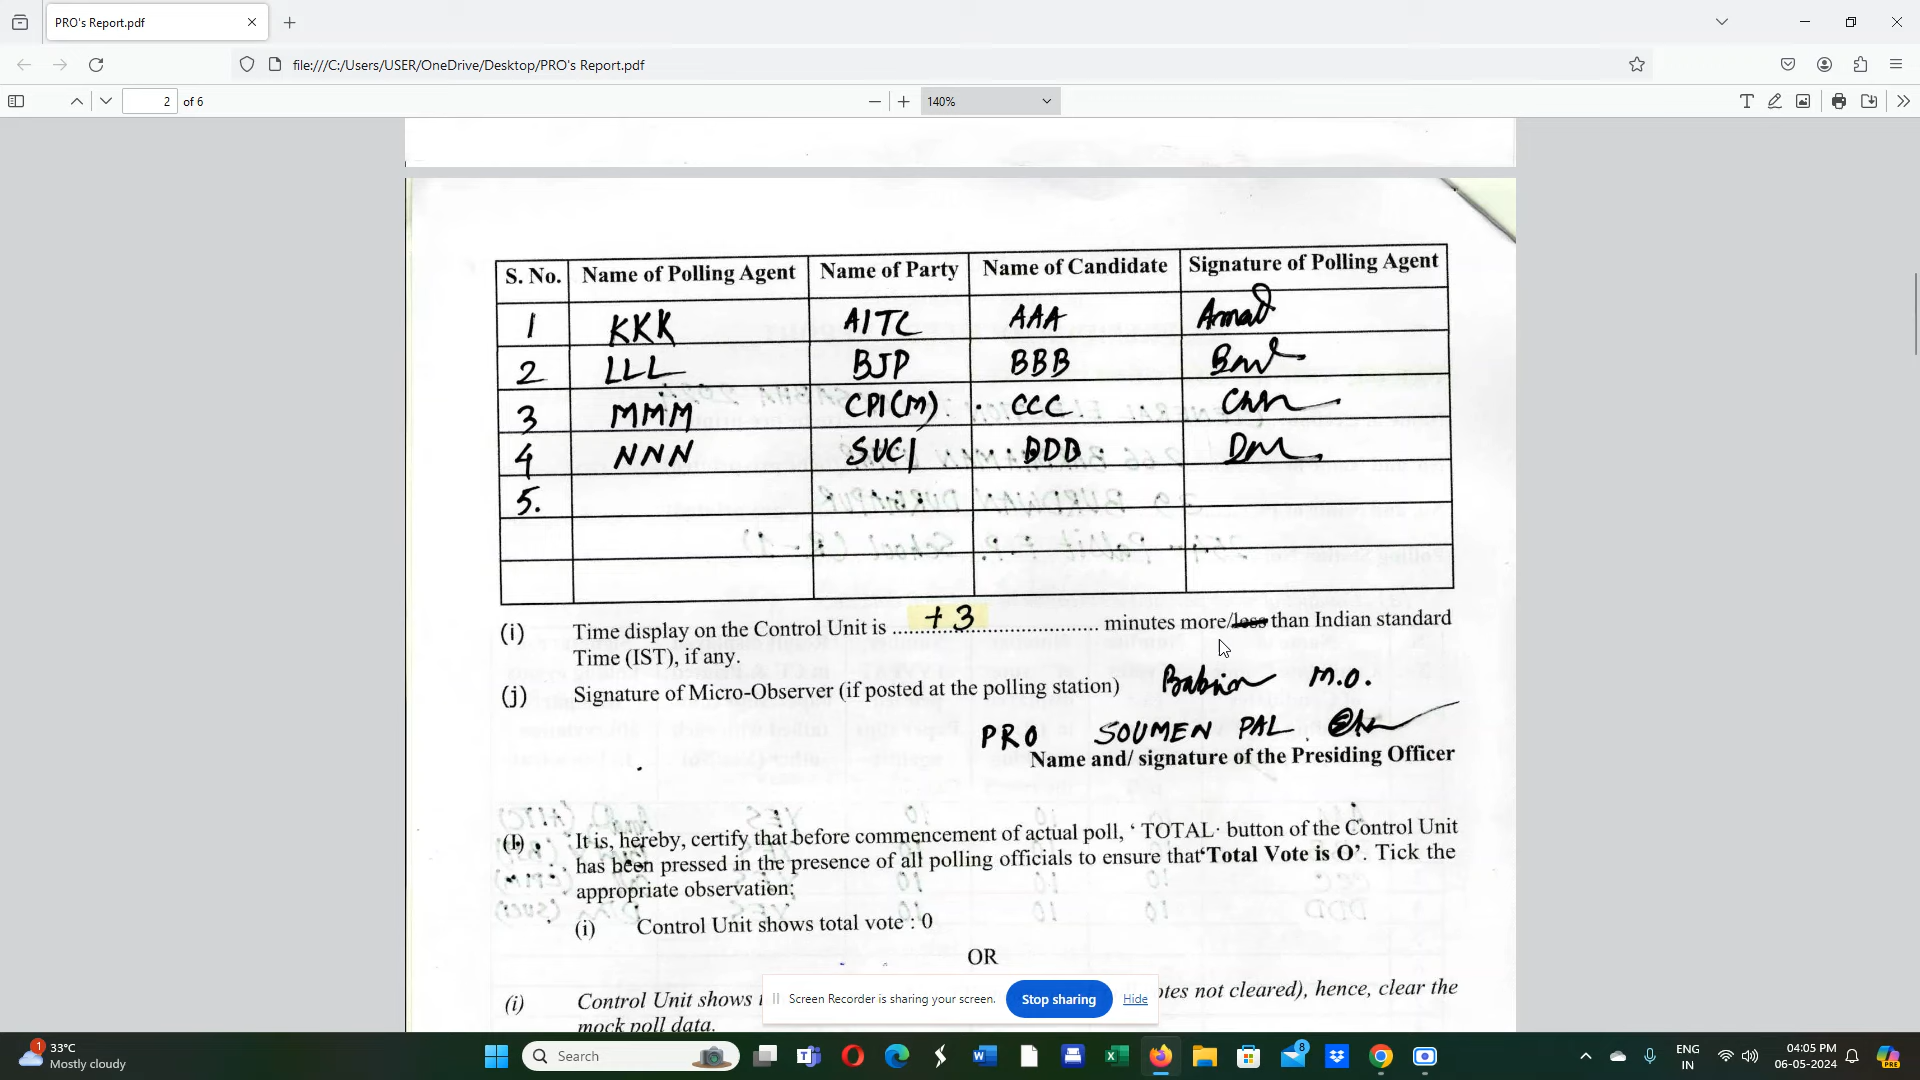 PRO's Report.pdf
file:///C:/Users/USER/OneDrive/Desktop/PRO's Report.pdf
2 of 6
140%
S. No. Name of Polling Agent Name of Party Name of Candidate Signature of Polling Agent
1 KKK AITC AAA
2 LLL BJP BBB
3 MMM CPI(M) CCC
4 NNN SUCI DDD
5.
(i) Time display on the Control Unit is +3 minutes more/less than Indian standard
Time (IST), if any.
(j) Signature of Micro-Observer (if posted at the polling station) M.O.
PRO SOUMEN PAL
Name and/ signature of the Presiding Officer
It is, hereby, certify that before commencement of actual poll, ‘ TOTAL· button of the Control Unit
has been pressed in the presence of all polling officials to ensure that ‘Total Vote is O’. Tick the
appropriate observation:
(i) Control Unit shows total vote : 0
OR
(i) Control Unit shows otes not cleared), hence, clear the
mock poll data.
Screen Recorder is sharing your screen. Stop sharing Hide
1
33°C
Mostly cloudy
Search
8
ENG
IN
04:05 PM
06-05-2024
PRE